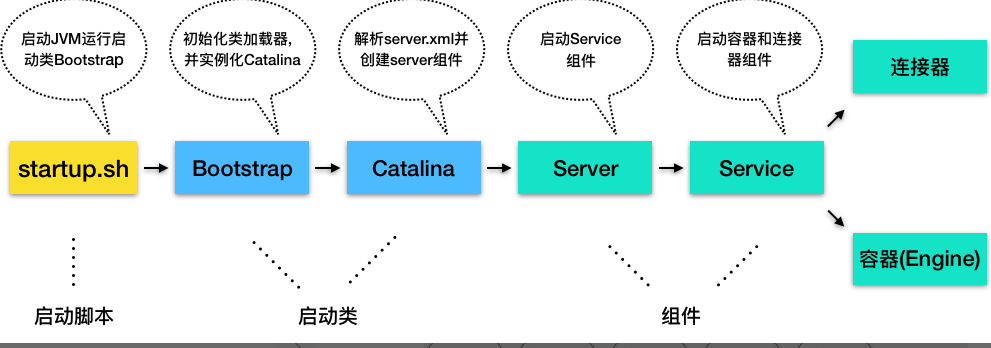 启动JVM运行启
动类Bootstrap
初始化类加载器，
并实例化Catalina
解析server.xml并
创建server组件
启动Service
组件
启动容器和连接
器组件
连接器
startup.sh
Bootstrap
Catalina
Server
Service
容器(Engine)
启动脚本
启动类
组件